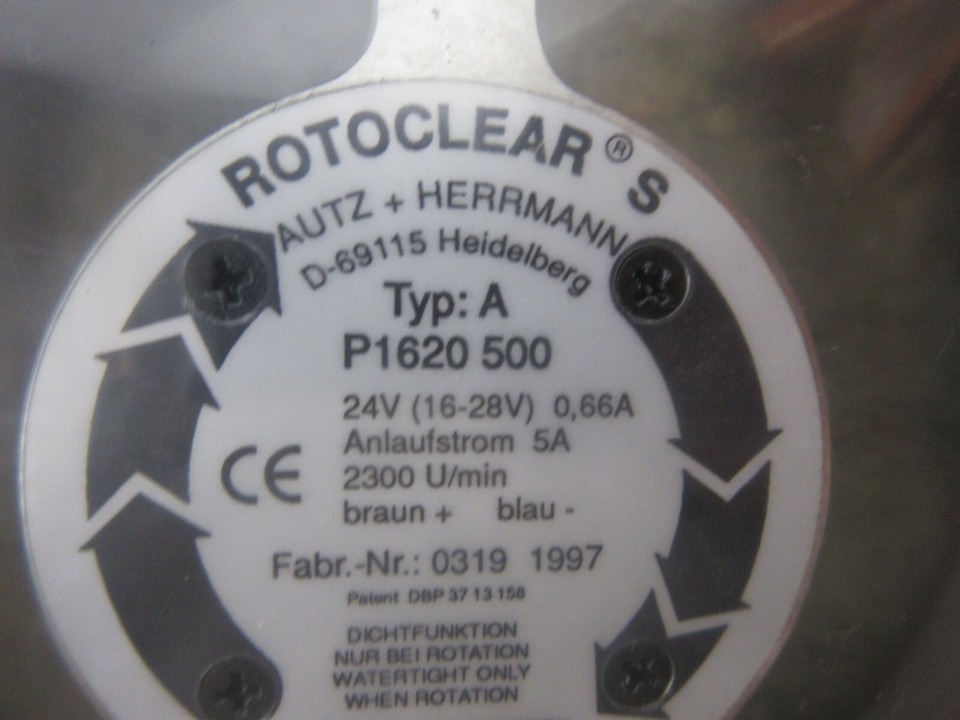 ROTOCLEAR® S
AUTZ + HERRMANN
D-69115 Heidelberg
Typ: A
P1620 500
24V (16-28V) 0,66A
Anlaufstrom 5A
CE
2300 U/min
braun + blau -
Fabr.-Nr.: 0319 1997
Patent DBP 37 13 158
DICHTFUNKTION
NUR BEI ROTATION
WATERTIGHT ONLY
WHEN ROTATION